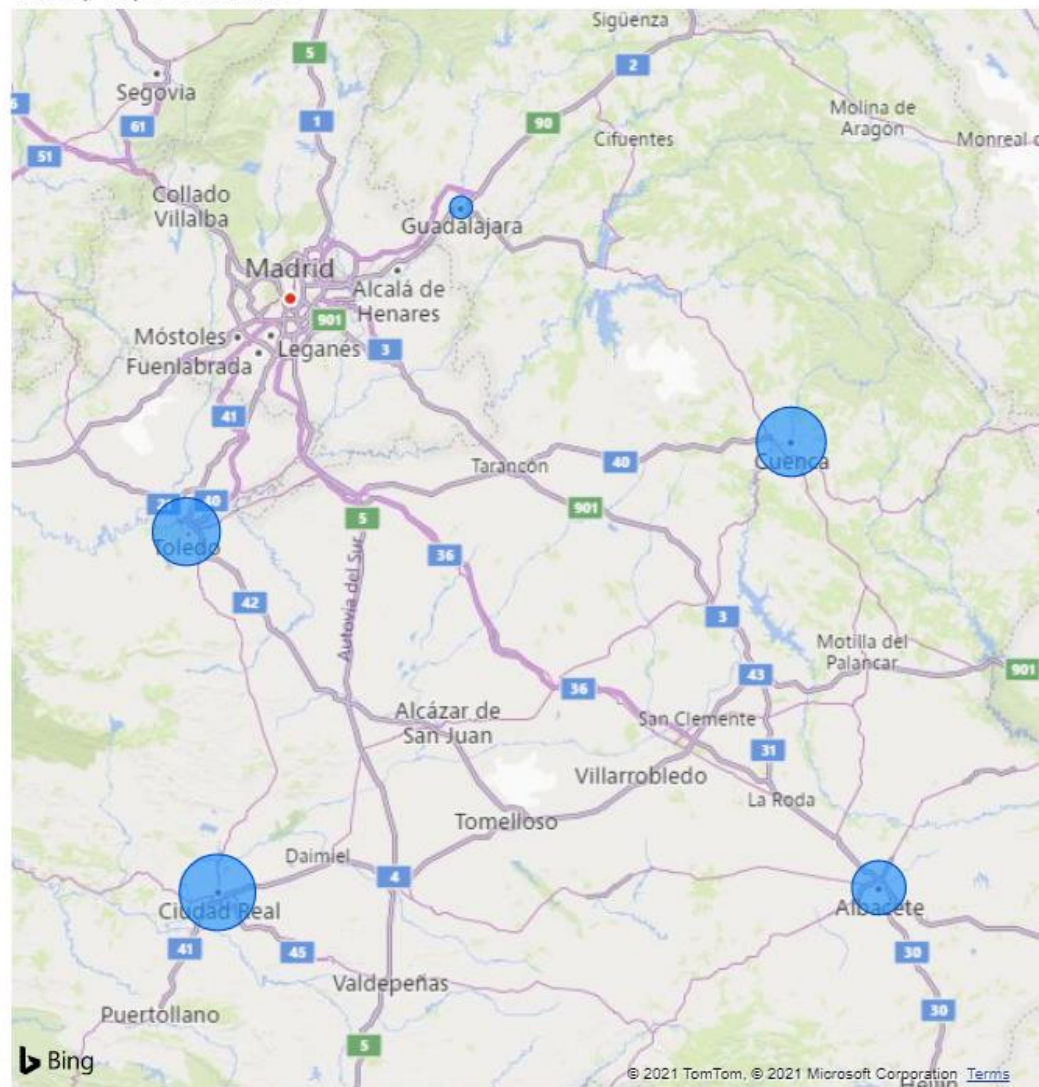 Sigüenza
5
2
Segovia
6
61
1
90
Molina de
Aragón
Cifuentes
51
Monreal d
Collado
Villalba
Guadalajara
Madrid
Alcalá de
Henares
901
Móstoles
Leganés
3
Fuenlabrada
41
Cuenca
Tarancón
40
40
901
5
Toledo
36
Autovía del Sur
42
3
Motilla del
Palancar
901
43
36
Alcázar de
San Juan
San Clemente
31
Villarrobledo
La Roda
Tomelloso
Daimiel
4
Ciudad Real
Albacete
41
45
30
Valdepeñas
Puertollano
30
5
Bing
© 2021 TomTom, © 2021 Microsoft Corporation Terms